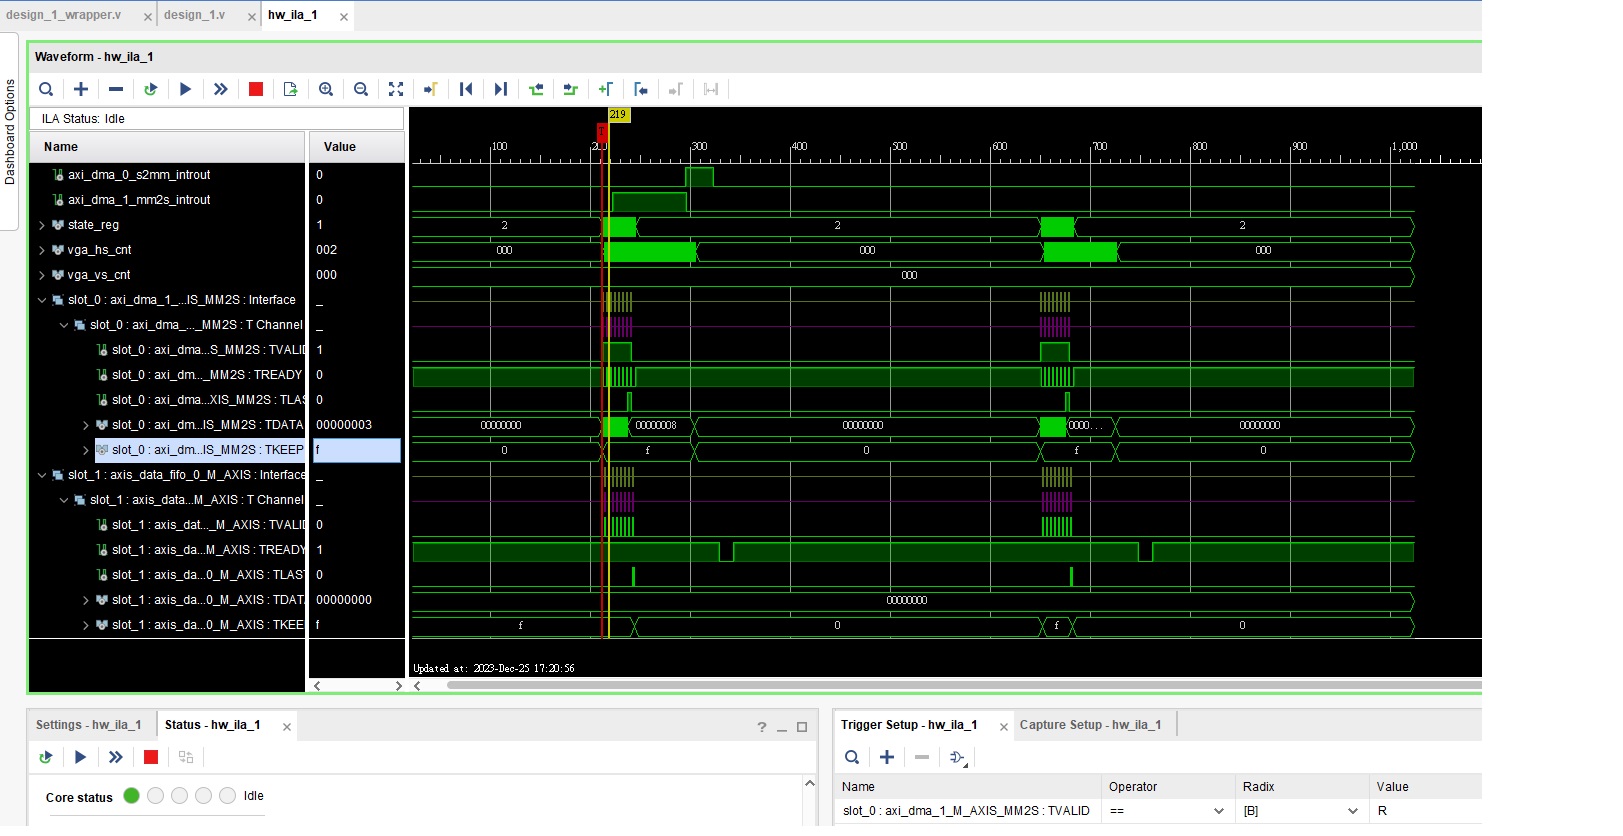 design_1_wrapper.v × design_1.v × hw_ila_1 ×
Dashboard Options
Waveform - hw_ila_1
ILA Status: Idle
Name Value
219
100 200 300 400 500 600 700 800 900 1,000
axi_dma_0_s2mm_introut 0
axi_dma_1_mm2s_introut 0
state_reg 1 2 2 2
vga_hs_cnt 002 000 000 000
vga_vs_cnt 000 000
slot_0 : axi_dma_1_...IS_MM2S : Interface _
slot_0 : axi_dma_..._MM2S : T Channel _
slot_0 : axi_dma...S_MM2S : TVALI 1
slot_0 : axi_dm..._MM2S : TREADY 0
slot_0 : axi_dma...XIS_MM2S : TLAS 0
slot_0 : axi_dm...IS_MM2S : TDATA 00000003 00000000 00000008 00000000 0000... 00000000
slot_0 : axi_dm...IS_MM2S : TKEEP f 0 f 0 f 0
slot_1 : axis_data_fifo_0_M_AXIS : Interface _
slot_1 : axis_data...M_AXIS : T Channel _
slot_1 : axis_dat..._M_AXIS : TVALI 0
slot_1 : axis_da...M_AXIS : TREADY 1
slot_1 : axis_da...0_M_AXIS : TLAS 0
slot_1 : axis_da...0_M_AXIS : TDAT 00000000 00000000
slot_1 : axis_da...0_M_AXIS : TKEE f f 0 f 0
Updated at: 2023-Dec-25 17:20:56
Settings - hw_ila_1 Status - hw_ila_1 × ? _
Core status Idle
Trigger Setup - hw_ila_1 × Capture Setup - hw_ila_1
Name Operator Radix Value
slot_0 : axi_dma_1_M_AXIS_MM2S : TVALID == [B] R